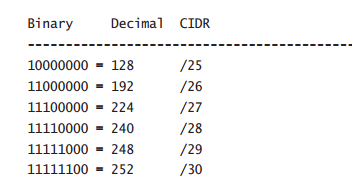 Binary Decimal CIDR
---------------------------------------------
10000000 = 128 /25
11000000 = 192 /26
11100000 = 224 /27
11110000 = 240 /28
11111000 = 248 /29
11111100 = 252 /30